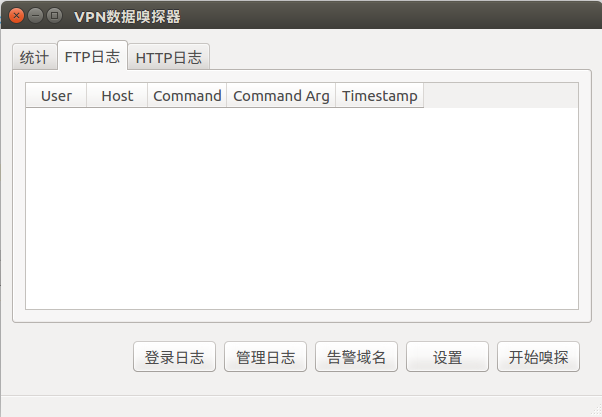 VPN数据嗅探器
统计 FTP日志 HTTP日志
User Host Command Command Arg Timestamp
登录日志 管理日志 告警域名 设置 开始嗅探